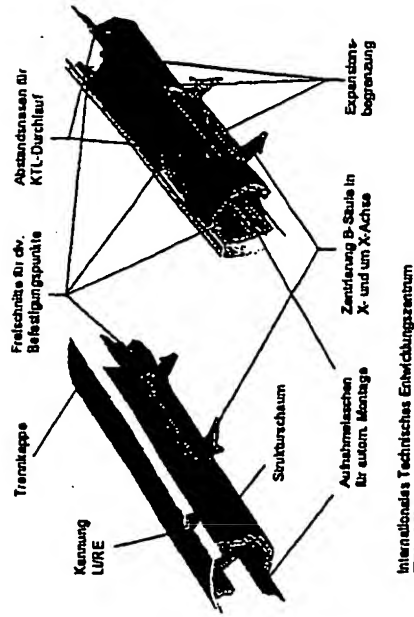 Trennkappe
Freischnitte für div.
Befestigungspunkte
Abstandsnasen für
KTL-Durchlauf
Kennung
LI/RE
Strukturschaum
Aufnahmelaschen
für autom. Montage
Zentrierung B-Säule in
X- und um X-Achse
Expansions-
begrenzung
Internationales Technisches Entwicklungszentrum